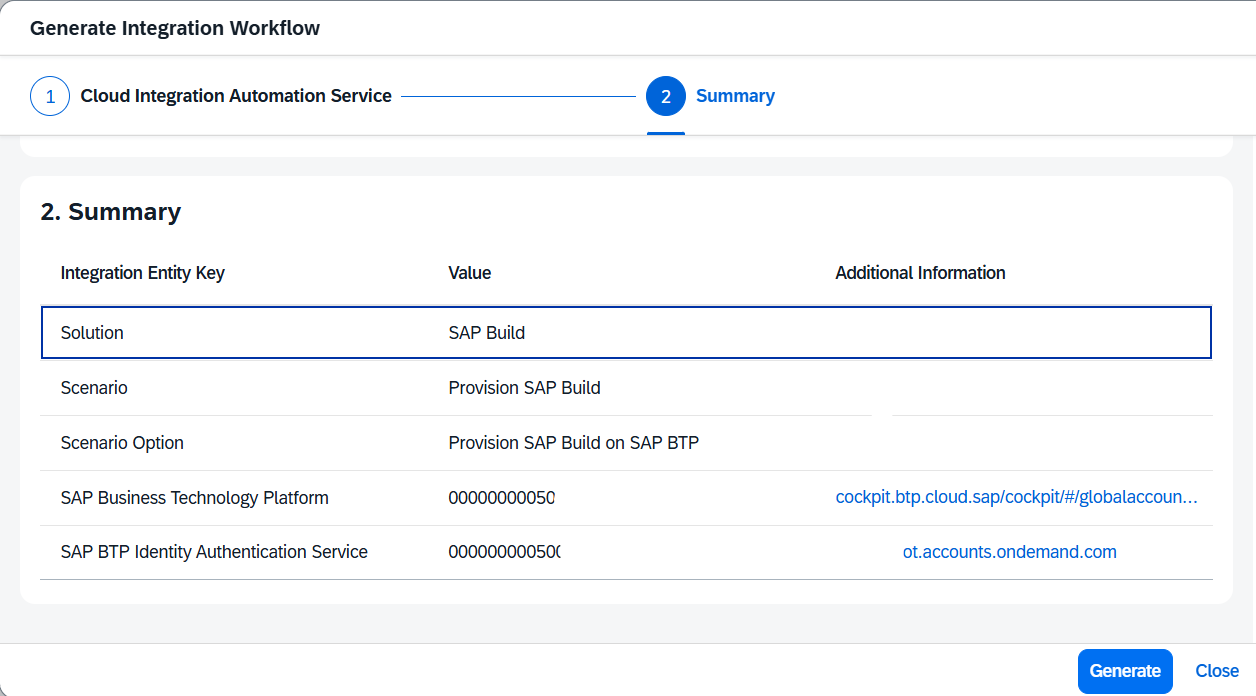 Generate Integration Workflow
1 Cloud Integration Automation Service 2 Summary
2. Summary
Integration Entity Key Value Additional Information
Solution SAP Build
Scenario Provision SAP Build
Scenario Option Provision SAP Build on SAP BTP
SAP Business Technology Platform 00000000050 cockpit.btp.cloud.sap/cockpit/#/globalaccoun...
SAP BTP Identity Authentication Service 000000000500 ot.accounts.ondemand.com
Generate Close